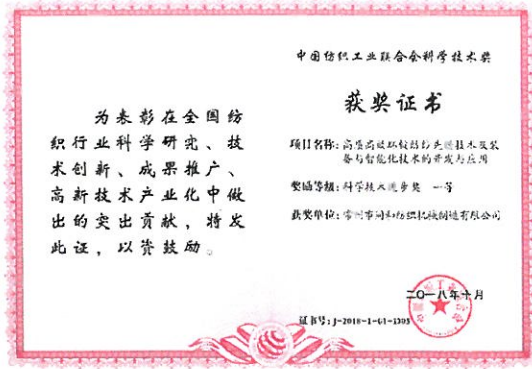 为表彰在全国纺
织行业科学研究、技
术创新、成果推广、
高新技术产业化中做
出的突出贡献，特发
此证，以资鼓励。
中国纺织工业联合会科学技术奖
获奖证书
项目名称：高品质高效环锭纺纱关键技术及装
备与智能化技术的开发与应用
奖励等级：科学技术进步奖 一等
获奖单位：常州市同和纺织机械制造有限公司
二〇一八年十月
证书号：J-2018-1-01-1305